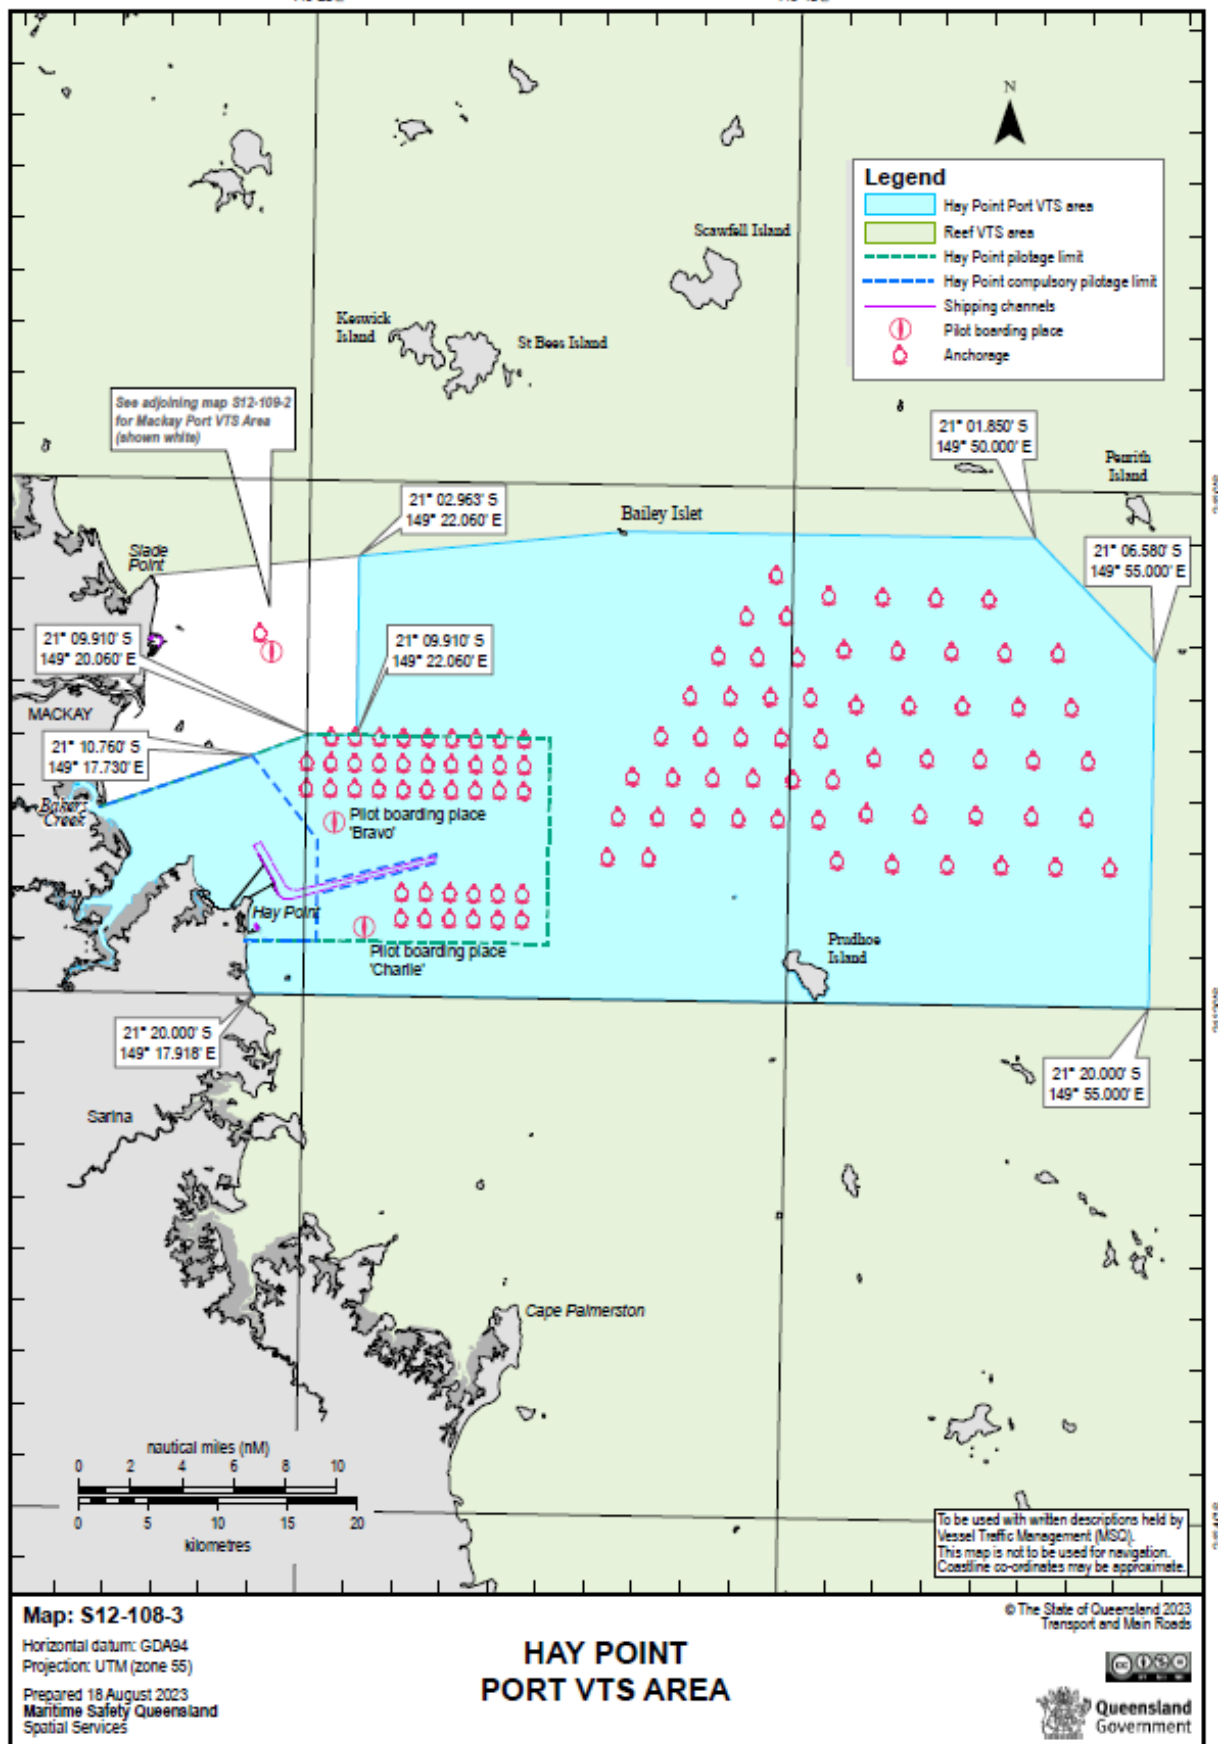 N
Legend
Hay Point Port VTS area
Reef VTS area
Hay Point pilotage limit
Hay Point compulsory pilotage limit
Shipping channels
Pilot boarding place
Anchorage
Scawfell Island
Keswick
Island
St Bees Island
See adjoining map S12-109-2
for Mackay Port VTS Area
(shown white)
21° 01.850' S
149° 50.000' E
Penrith
Island
21° 02.963' S
149° 22.060' E
Bailey Islet
Slade
Point
21° 06.580' S
149° 55.000' E
21° 09.910' S
149° 20.060' E
21° 09.910' S
149° 22.060' E
MACKAY
21° 10.760' S
149° 17.730' E
Bakers
Creek
Pilot boarding place
'Bravo'
Hay Point
Pilot boarding place
'Charlie'
Prudhoe
Island
21° 20.000' S
149° 17.918' E
21° 20.000' S
149° 55.000' E
Sarina
Cape Palmerston
nautical miles (nM)
0 2 4 6 8 10
0 5 10 15 20
kilometres
To be used with written descriptions held by
Vessel Traffic Management (MSQ).
This map is not to be used for navigation.
Coastline co-ordinates may be approximate.
Map: S12-108-3
Horizontal datum: GDA94
Projection: UTM (zone 55)
Prepared 18 August 2023
Maritime Safety Queensland
Spatial Services
HAY POINT
PORT VTS AREA
© The State of Queensland 2023
Transport and Main Roads
Queensland
Government